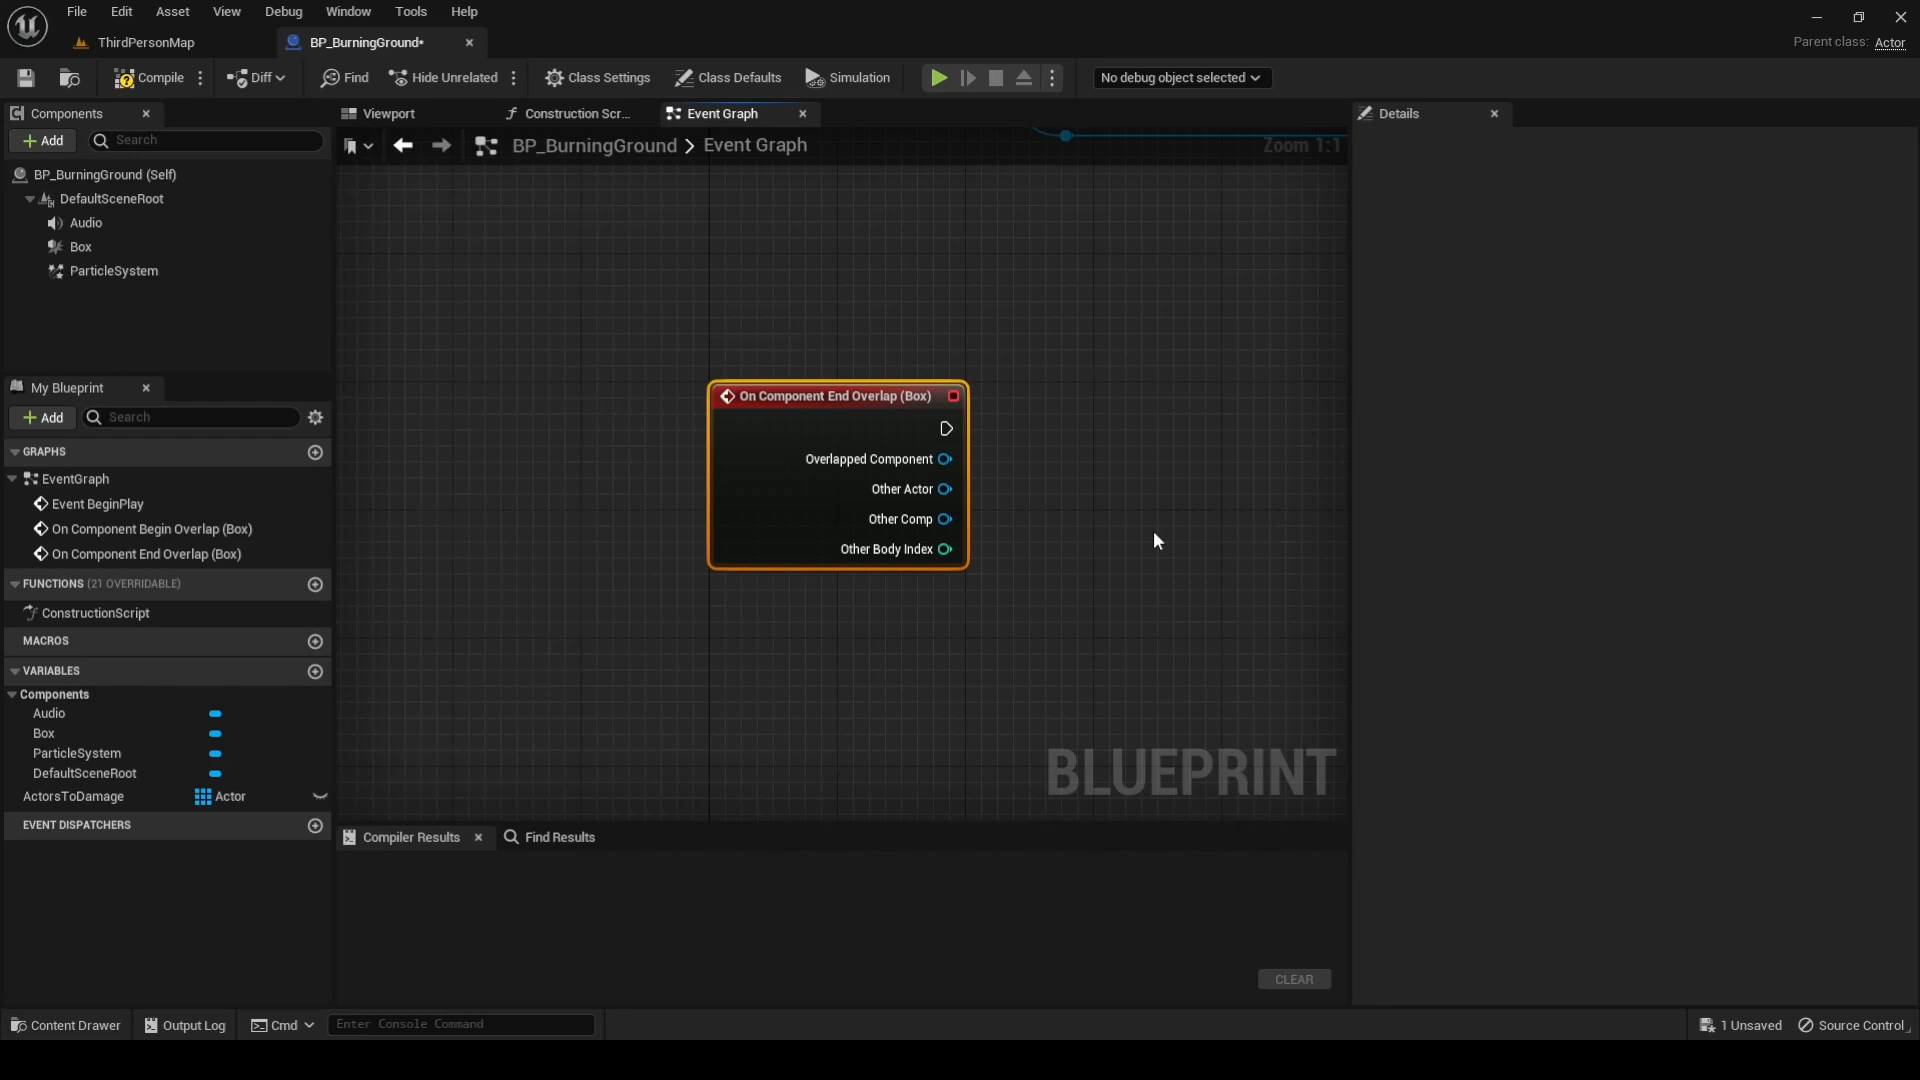 File Edit Asset View Debug Window Tools Help
ThirdPersonMap BP_BurningGround*
Parent class: Actor
Compile Diff Find Hide Unrelated Class Settings Class Defaults Simulation No debug object selected
Components
Viewport Construction Scr... Event Graph Details
Add Search
BP_BurningGround > Event Graph Zoom 1:1
BP_BurningGround (Self)
DefaultSceneRoot
Audio
Box
ParticleSystem
My Blueprint
Add Search
GRAPHS
EventGraph
Event BeginPlay
On Component Begin Overlap (Box)
On Component End Overlap (Box)
FUNCTIONS (21 OVERRIDABLE)
ConstructionScript
MACROS
VARIABLES
Components
Audio
Box
ParticleSystem
DefaultSceneRoot
ActorsToDamage Actor
EVENT DISPATCHERS
On Component End Overlap (Box)
Overlapped Component
Other Actor
Other Comp
Other Body Index
BLUEPRINT
Compiler Results Find Results
CLEAR
Content Drawer Output Log Cmd Enter Console Command 1 Unsaved Source Control